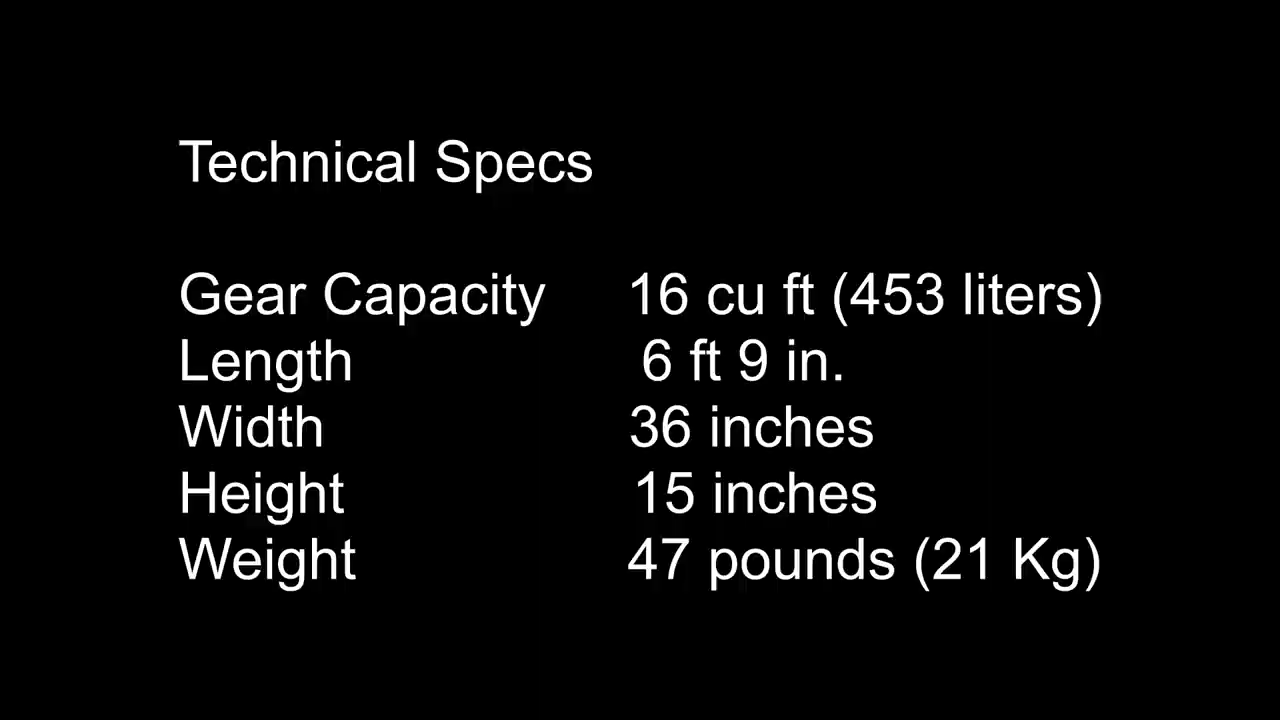 Technical Specs
Gear Capacity 16 cu ft (453 liters)
Length 6 ft 9 in.
Width 36 inches
Height 15 inches
Weight 47 pounds (21 Kg)